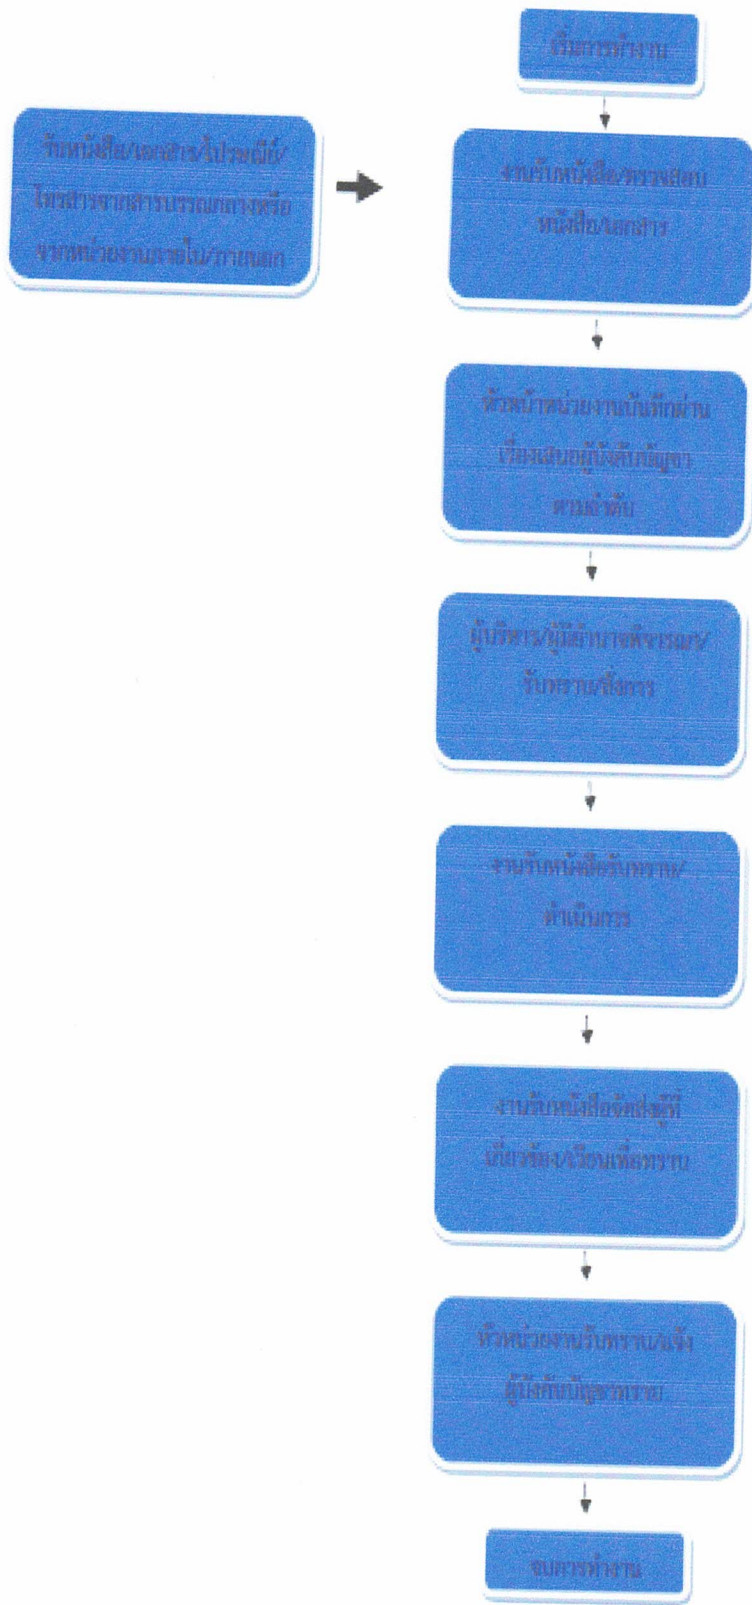 เริ่มการทำงาน
รับหนังสือ/เอกสาร/ไปรษณีย์/
โทรสารจากสารบรรณกลางหรือ
จากหน่วยงานภายใน/ภายนอก
งานรับหนังสือ/ตรวจสอบ
หนังสือ/เอกสาร
หัวหน้าหน่วยงานบันทึกผ่าน
เรื่องเสนอผู้บังคับบัญชา
ตามลำดับ
ผู้บริหาร/ผู้มีอำนาจพิจารณา/
รับทราบ/สั่งการ
งานรับหนังสือรับทราบ/
ดำเนินการ
งานรับหนังสือจัดส่งผู้ที่
เกี่ยวข้อง/เวียนเพื่อทราบ
หัวหน่วยงานรับทราบ/แจ้ง
ผู้บังคับบัญชาทราบ
จบการทำงาน